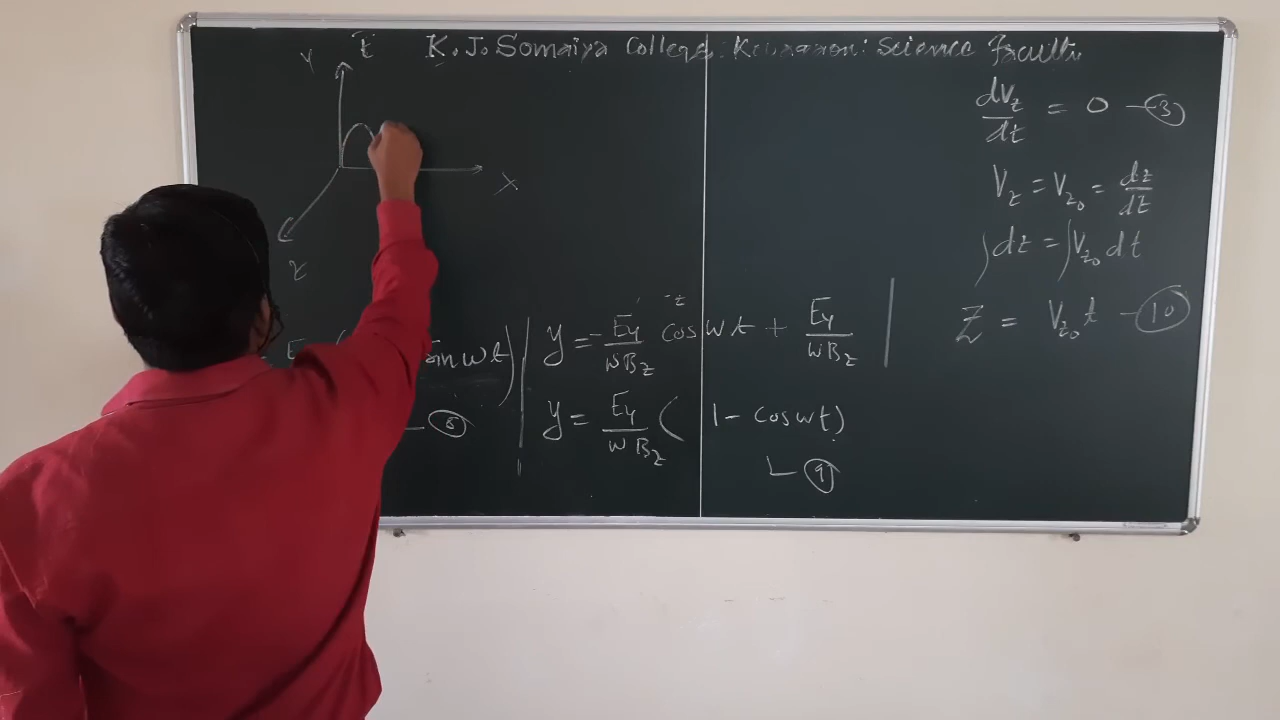 K. J. Somaiya College, : Science Faculty
Y E
X
z
dVz/dt = 0 — (3)
Vz = Vz0 = dz/dt
∫dz = ∫Vz0 dt
Z = Vz0 t — (10)
sin wt)
— (8)
y = -Ey/wBz cos wt + Ey/wBz
y = Ey/wBz ( 1 - cos wt)
— (9)